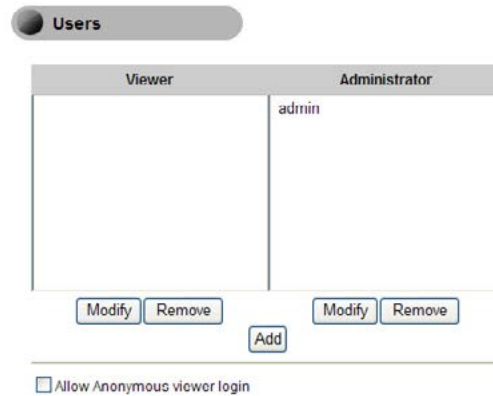 Users
Viewer Administrator
admin
Modify Remove Modify Remove
Add
Allow Anonymous viewer login